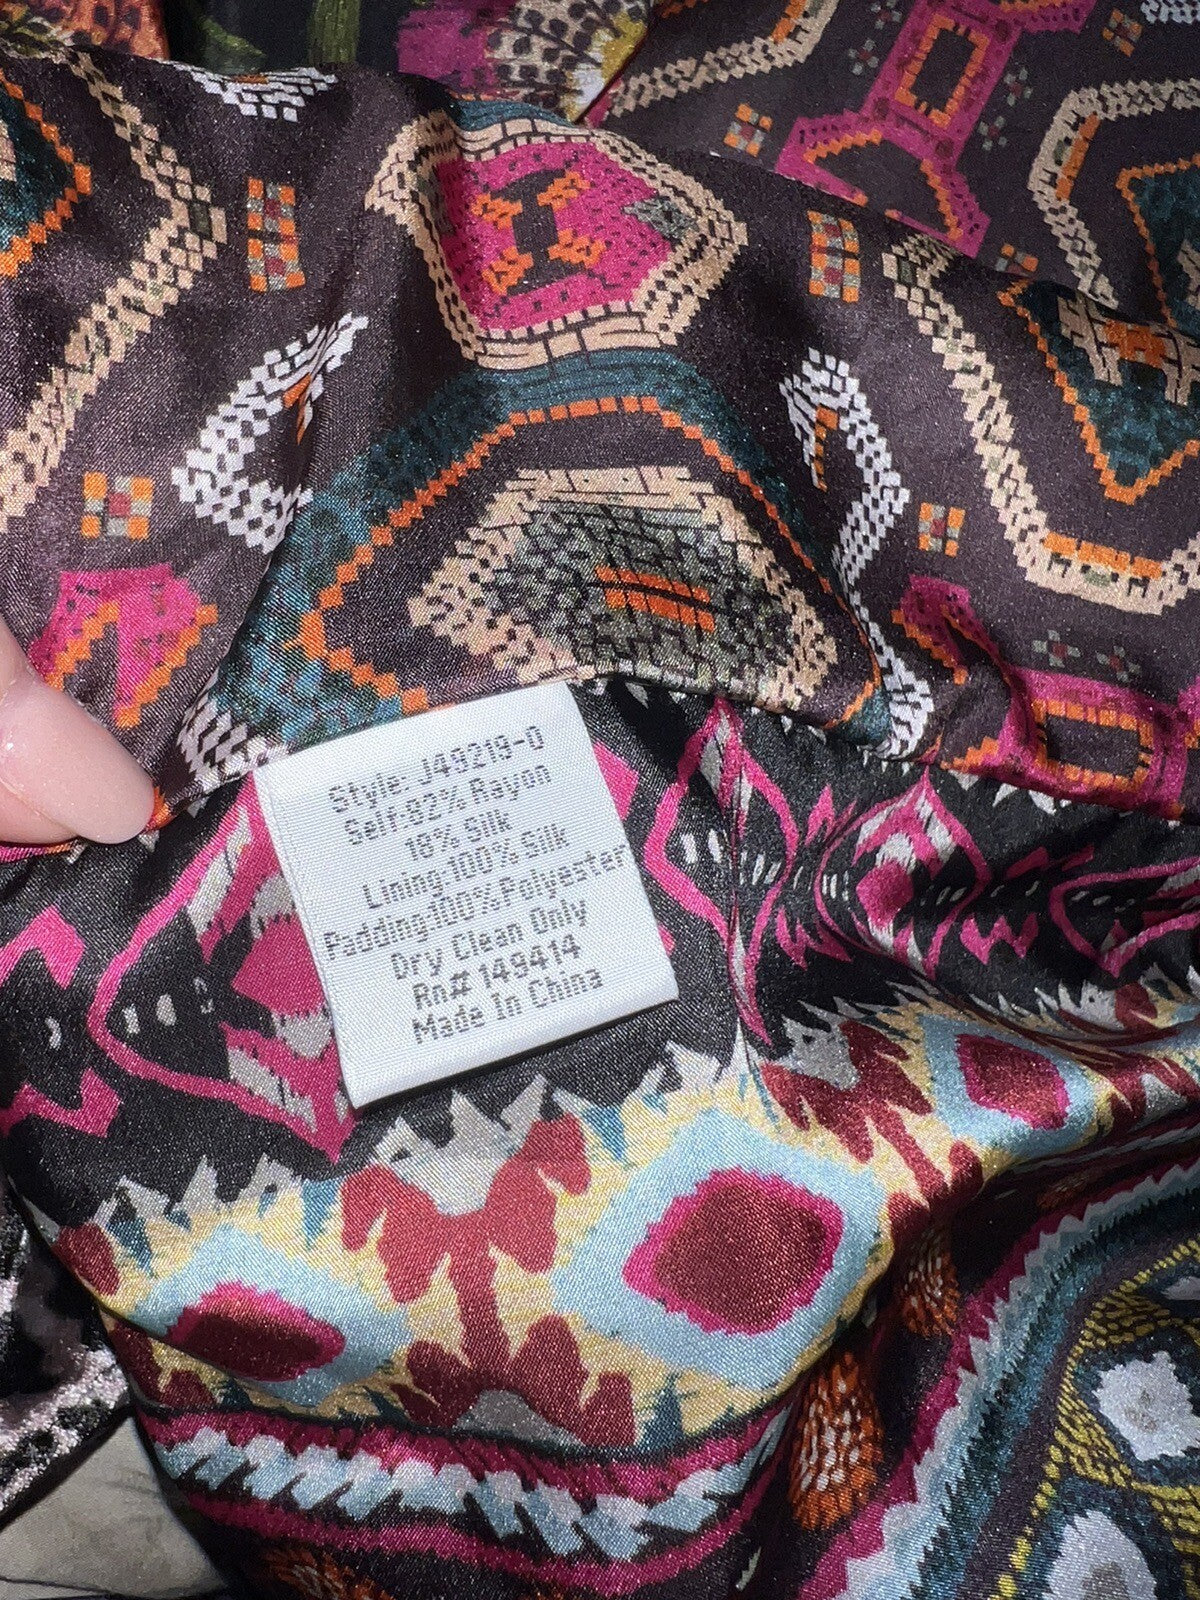 Style: J49219-O
Self:82% Rayon
18% Silk
Lining:100% Silk
Padding:100% Polyester
Dry Clean Only
Rn# 149414
Made In China